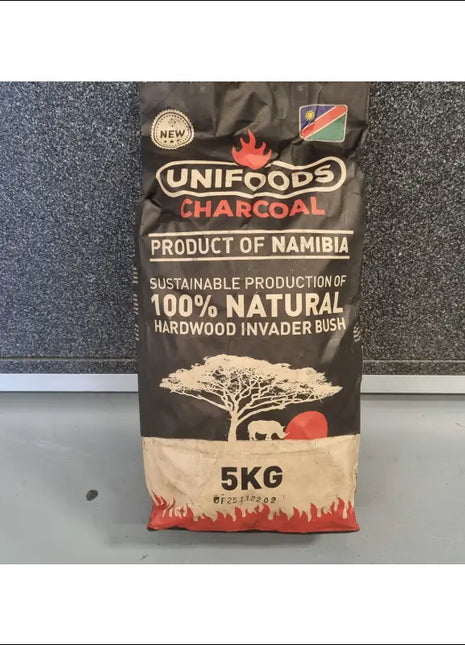 NEW
UNIFOODS
CHARCOAL
PRODUCT OF NAMIBIA
SUSTAINABLE PRODUCTION OF
100% NATURAL
HARDWOOD INVADER BUSH
5KG